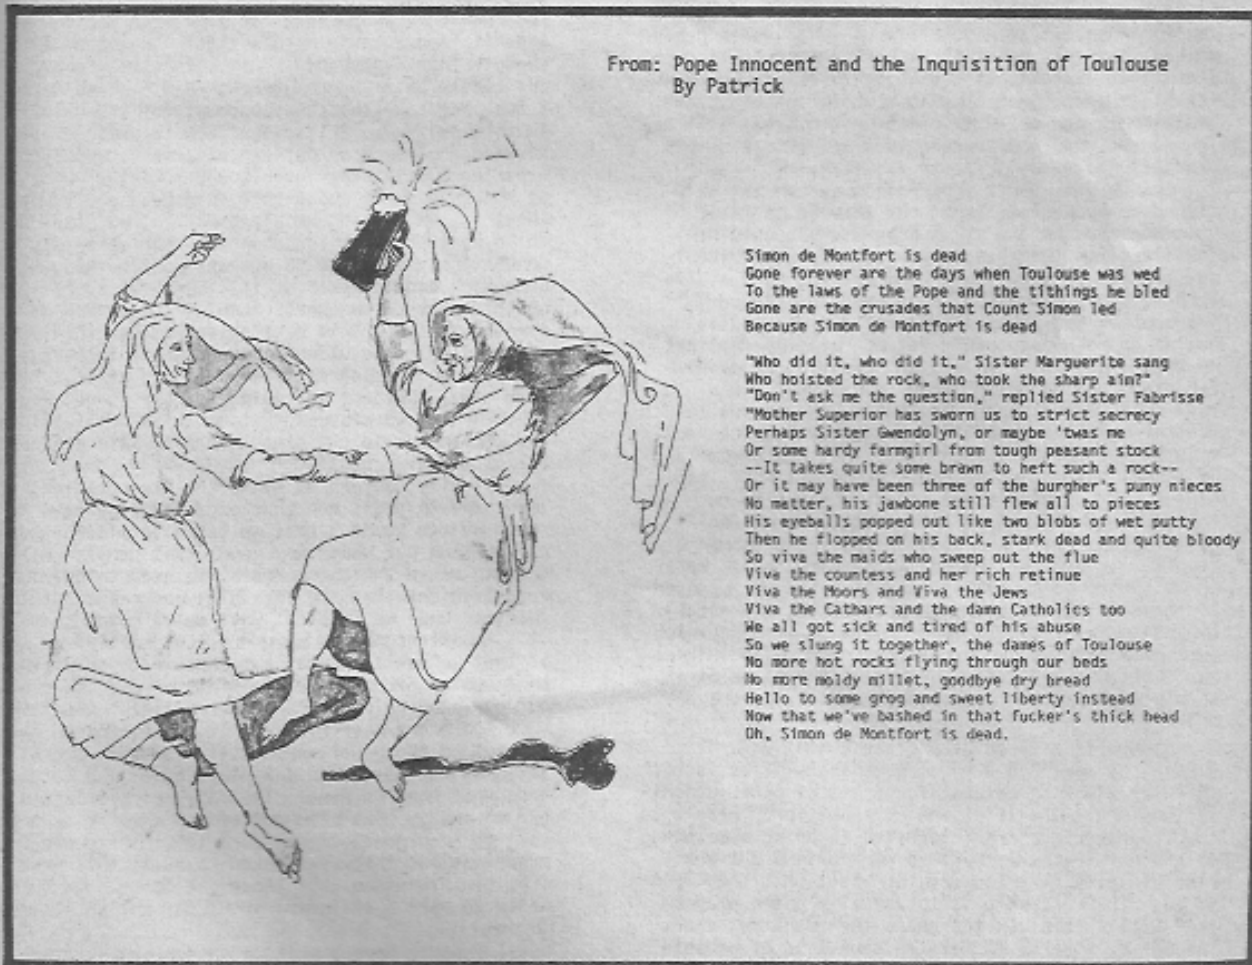 From: Pope Innocent and the Inquisition of Toulouse
By Patrick
Simon de Montfort is dead
Gone forever are the days when Toulouse was wed
To the laws of the Pope and the tithings he bled
Gone are the crusades that Count Simon led
Because Simon de Montfort is dead
"Who did it, who did it," Sister Marguerite sang
Who hoisted the rock, who took the sharp aim?"
"Don't ask me the question," replied Sister Fabrisse
"Mother Superior has sworn us to strict secrecy
Perhaps Sister Gwendolyn, or maybe 'twas me
Or some hardy farmgirl from tough peasant stock
--It takes quite some brawn to heft such a rock--
Or it may have been three of the burgher's puny nieces
No matter, his jawbone still flew all to pieces
His eyeballs popped out like two blobs of wet putty
Then he flopped on his back, stark dead and quite bloody
So viva the maids who sweep out the flue
Viva the countess and her rich retinue
Viva the Moors and Viva the Jews
Viva the Cathars and the damn Catholics too
We all got sick and tired of his abuse
So we slung it together, the dames of Toulouse
No more hot rocks flying through our beds
No more moldy millet, goodbye dry bread
Hello to some grog and sweet liberty instead
Now that we've bashed in that fucker's thick head
Oh, Simon de Montfort is dead.